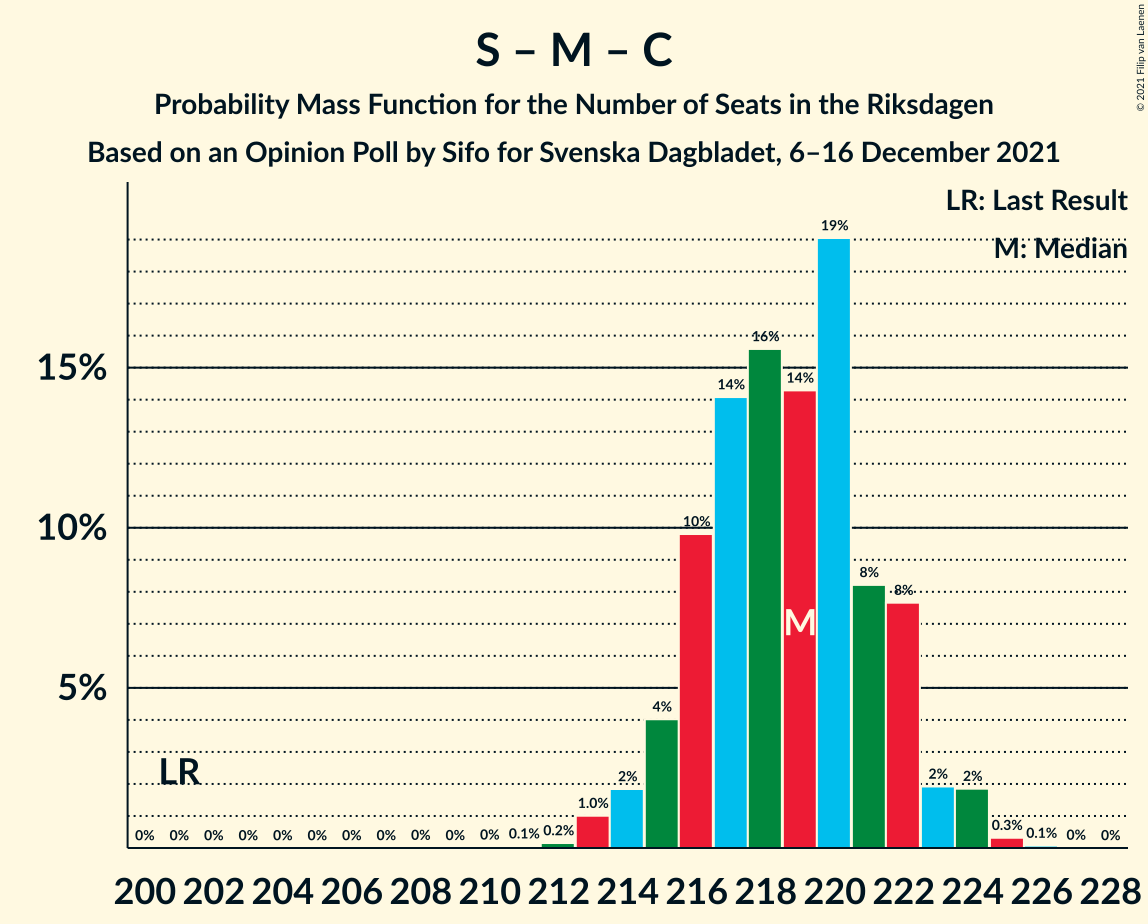 S – M – C
Probability Mass Function for the Number of Seats in the Riksdagen
Based on an Opinion Poll by Sifo for Svenska Dagbladet, 6–16 December 2021
© 2021 Filip van Laenen
LR: Last Result
M: Median
19%
16%
15%
14%
14%
10%
10%
8%
8%
M
5%
4%
LR
2%
2%
2%
1.0%
0% 0% 0% 0% 0% 0% 0% 0% 0% 0% 0% 0.1% 0.2% 0.3% 0.1% 0% 0%
200 202 204 206 208 210 212 214 216 218 220 222 224 226 228